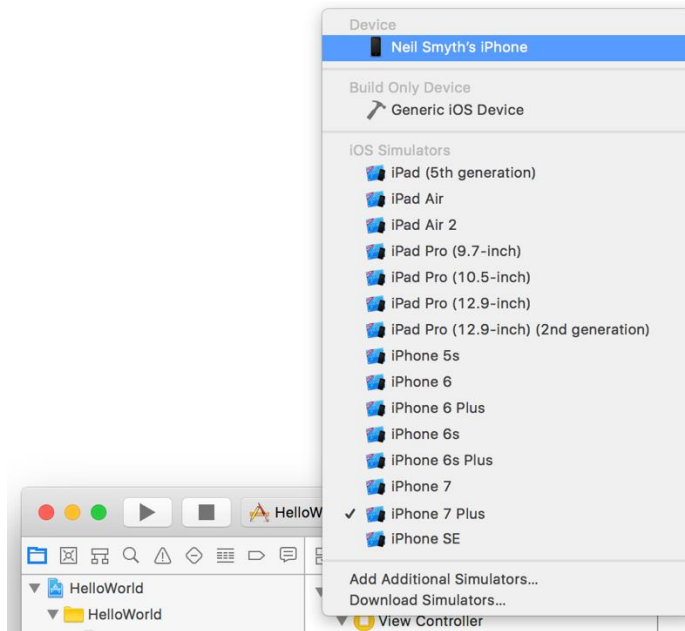 Device
Neil Smyth's iPhone
Build Only Device
Generic iOS Device
iOS Simulators
iPad (5th generation)
iPad Air
iPad Air 2
iPad Pro (9.7-inch)
iPad Pro (10.5-inch)
iPad Pro (12.9-inch)
iPad Pro (12.9-inch) (2nd generation)
iPhone 5s
iPhone 6
iPhone 6 Plus
iPhone 6s
iPhone 6s Plus
iPhone 7
iPhone 7 Plus
iPhone SE
Add Additional Simulators...
Download Simulators...
HelloW
HelloWorld
HelloWorld
View Controller